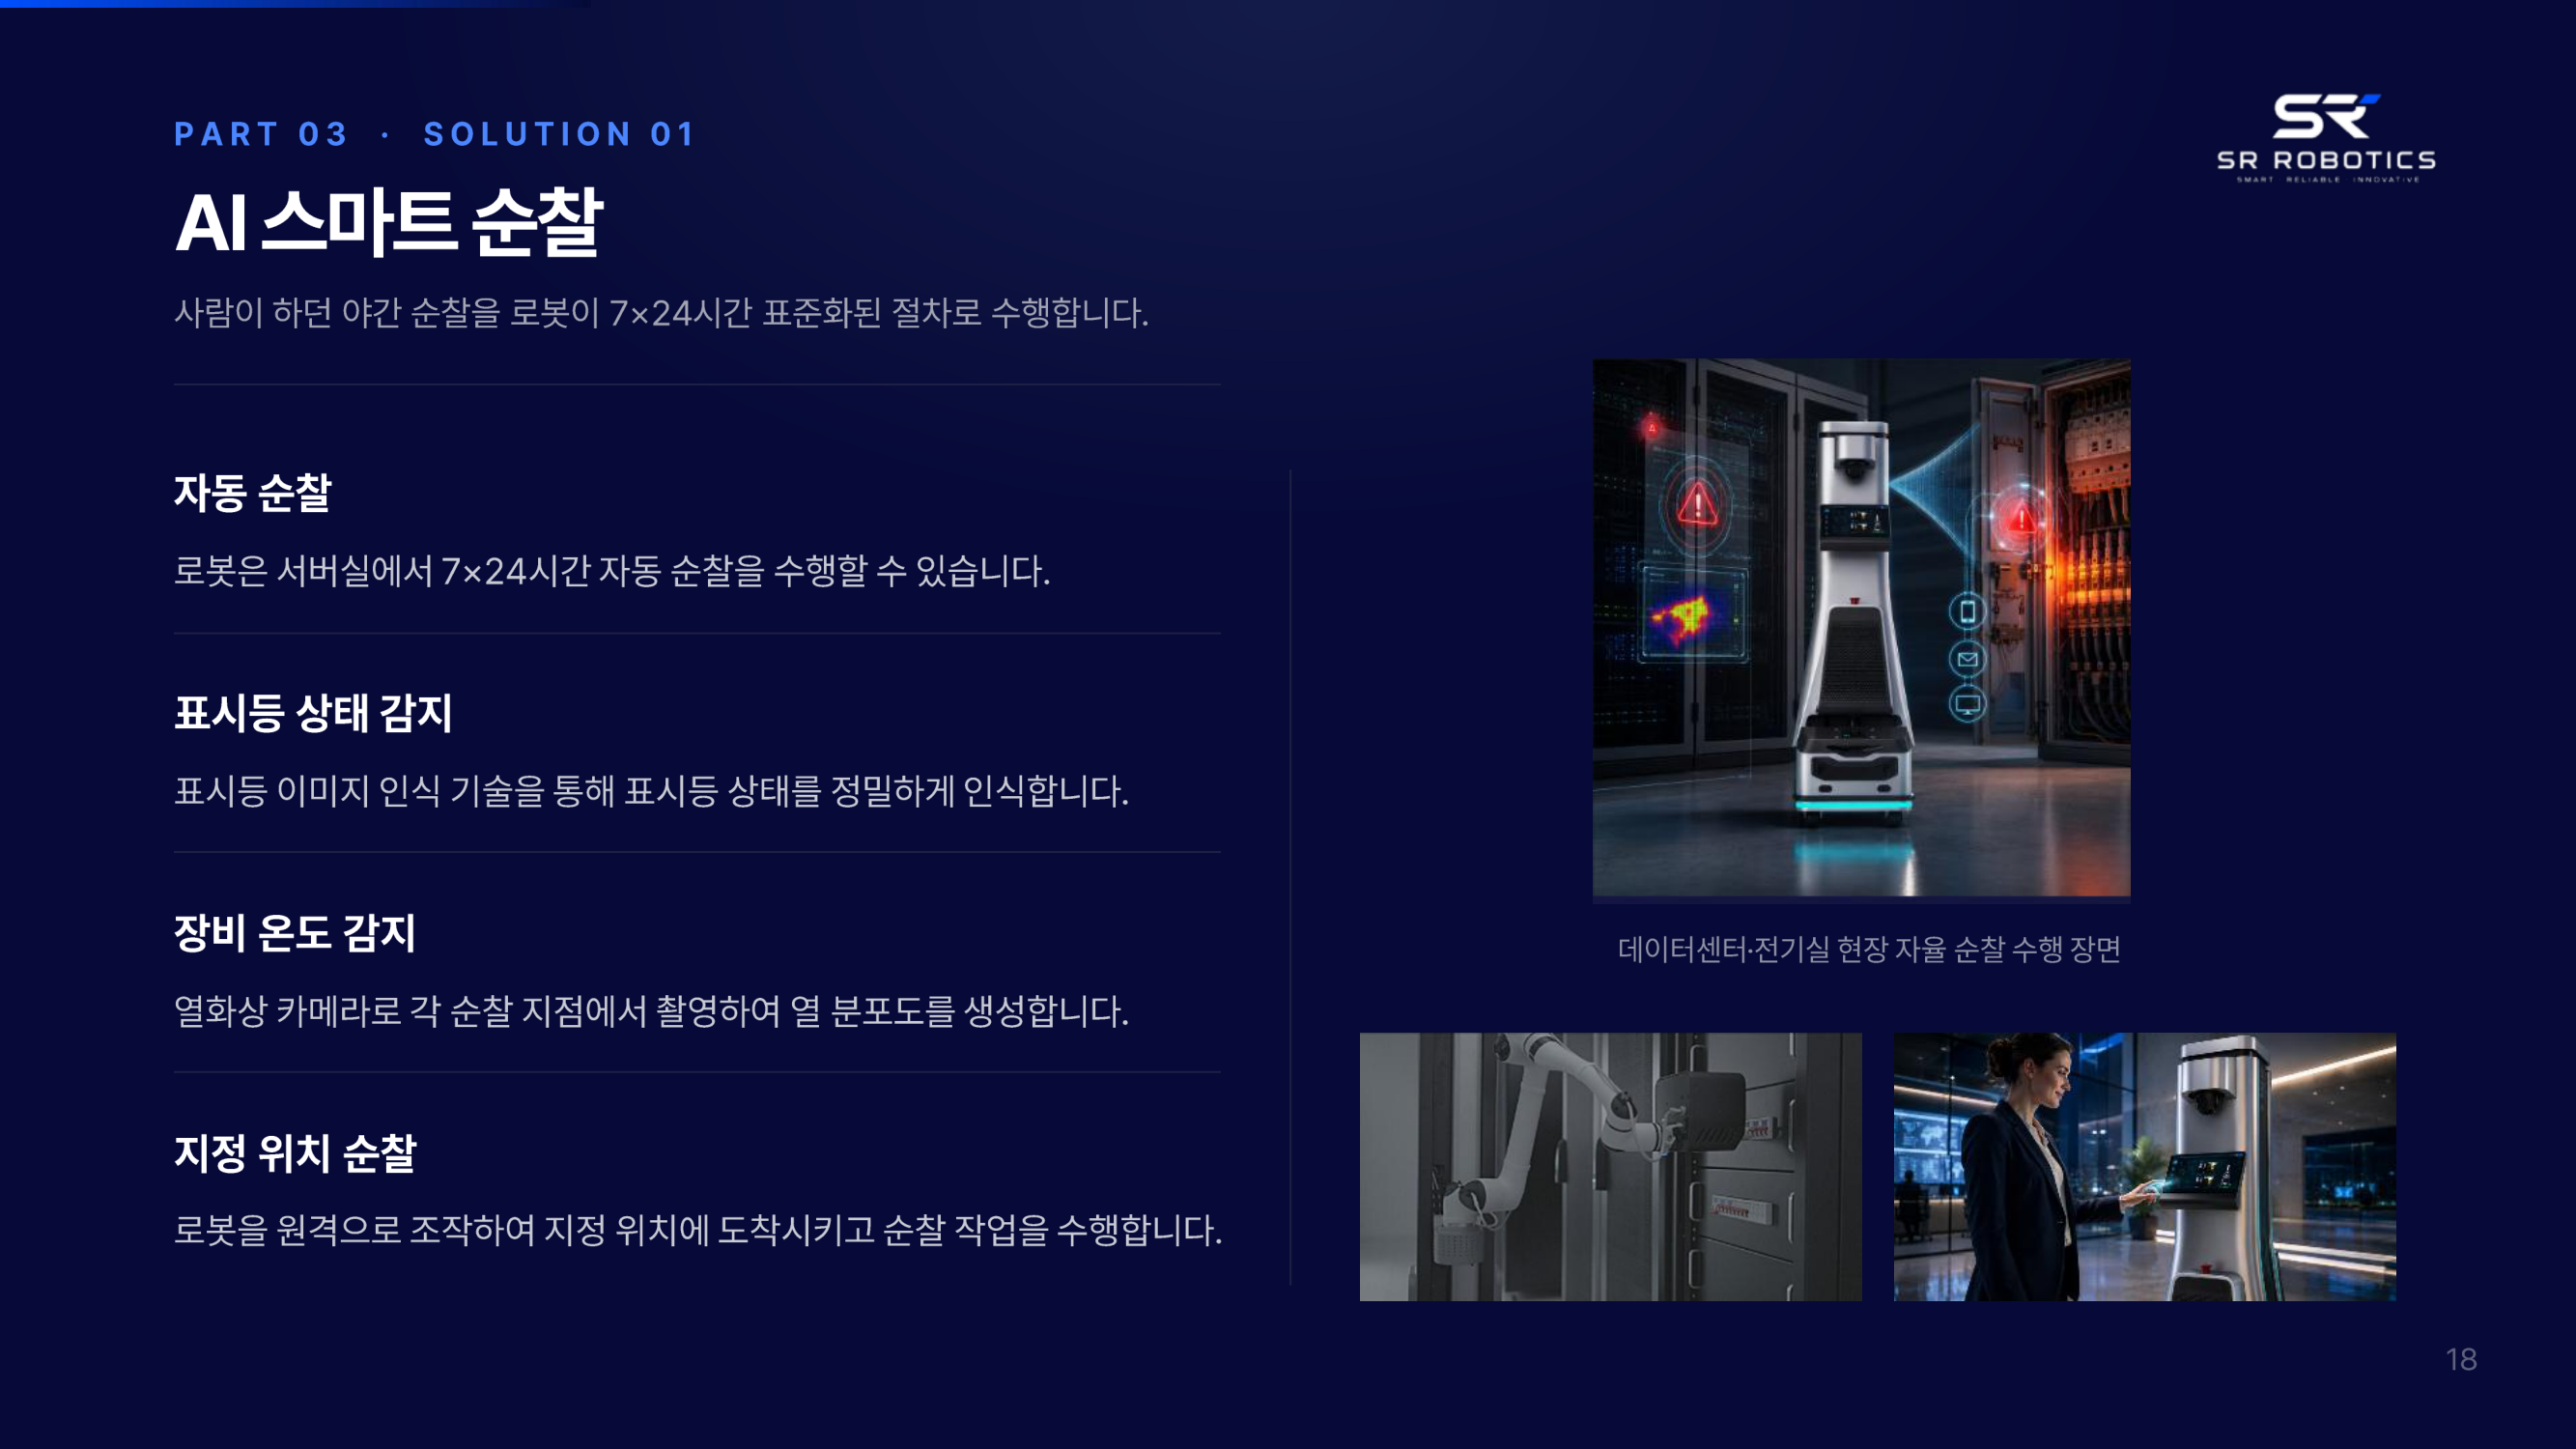 PART 03 · SOLUTION 01
SR ROBOTICS
SMART RELIABLE INNOVATIVE
AI 스마트 순찰
사람이 하던 야간 순찰을 로봇이 7×24시간 표준화된 절차로 수행합니다.
자동 순찰
로봇은 서버실에서 7×24시간 자동 순찰을 수행할 수 있습니다.
표시등 상태 감지
표시등 이미지 인식 기술을 통해 표시등 상태를 정밀하게 인식합니다.
장비 온도 감지
열화상 카메라로 각 순찰 지점에서 촬영하여 열 분포도를 생성합니다.
지정 위치 순찰
로봇을 원격으로 조작하여 지정 위치에 도착시키고 순찰 작업을 수행합니다.
데이터센터·전기실 현장 자율 순찰 수행 장면
18